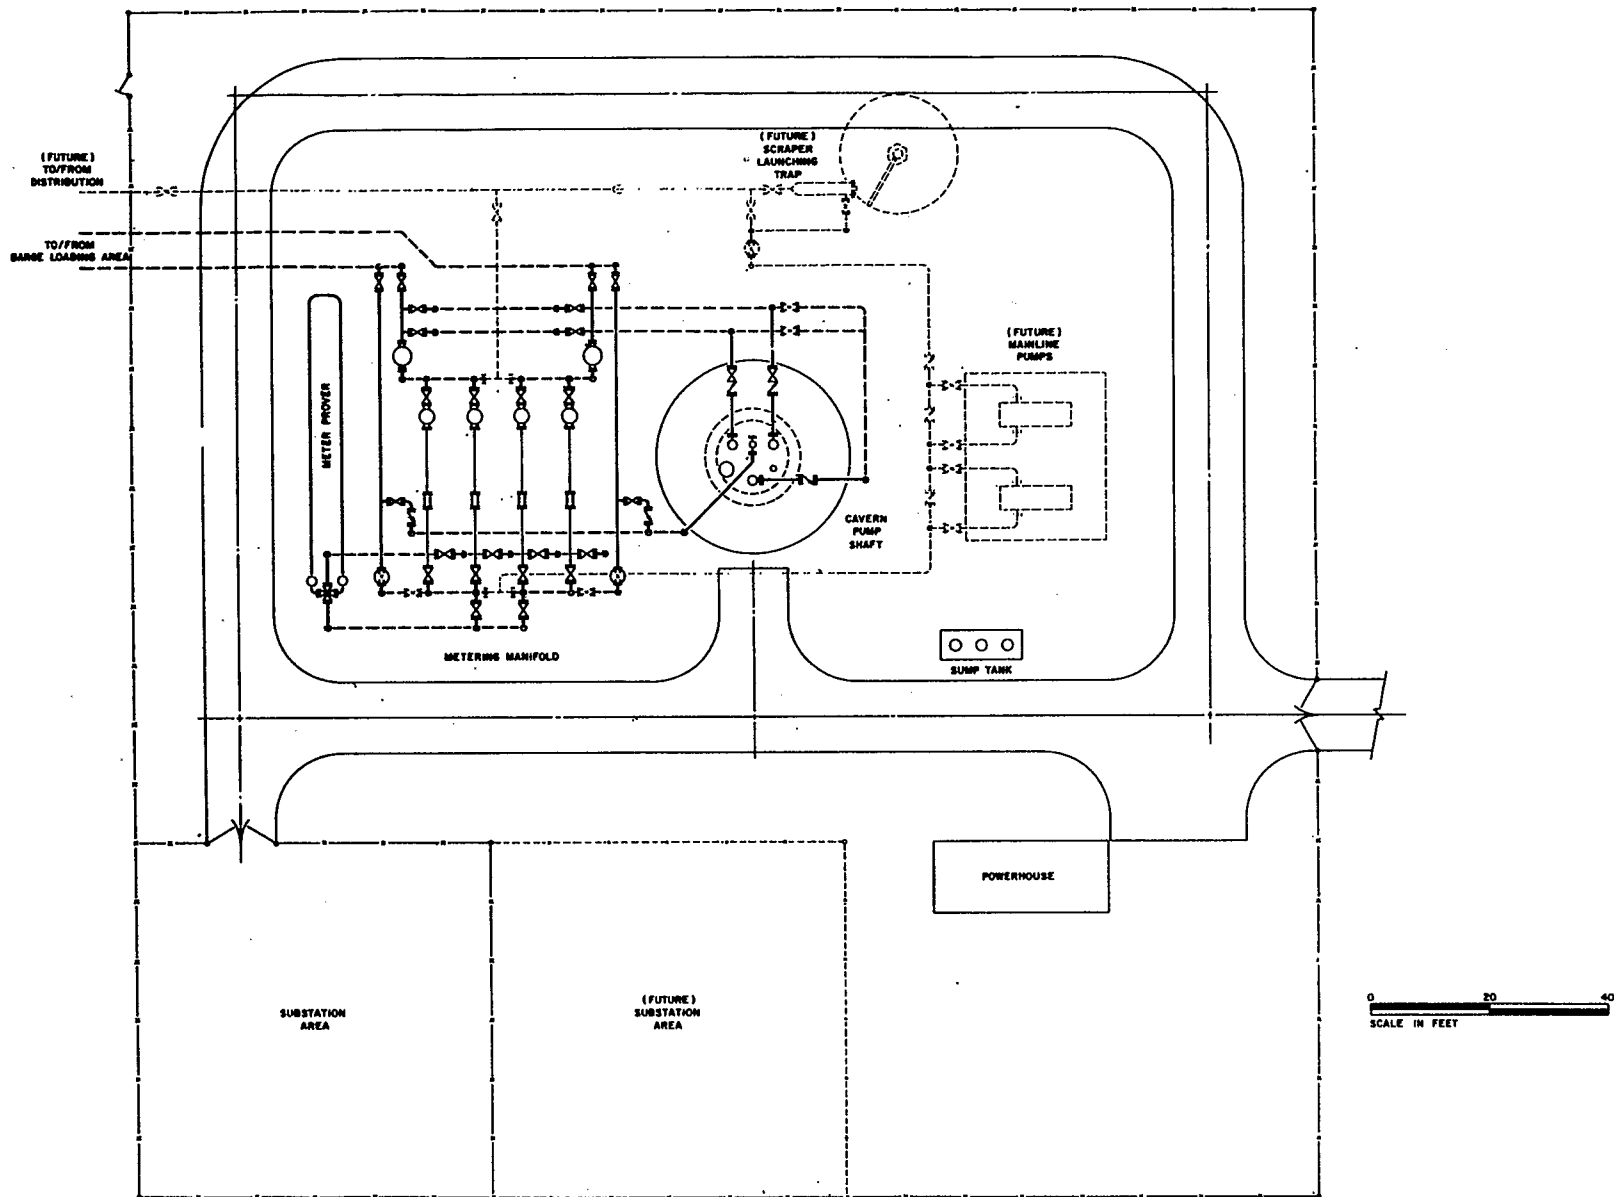 (FUTURE)
TO/FROM
DISTRIBUTION
TO/FROM
BARGE LOADING AREA
(FUTURE)
SCRAPER
LAUNCHING
TRAP
METER PROVER
(FUTURE)
MAINLINE
PUMPS
CAVERN
PUMP
SHAFT
METERING MANIFOLD
SUMP TANK
POWERHOUSE
SUBSTATION
AREA
(FUTURE)
SUBSTATION
AREA
0 20 40
SCALE IN FEET